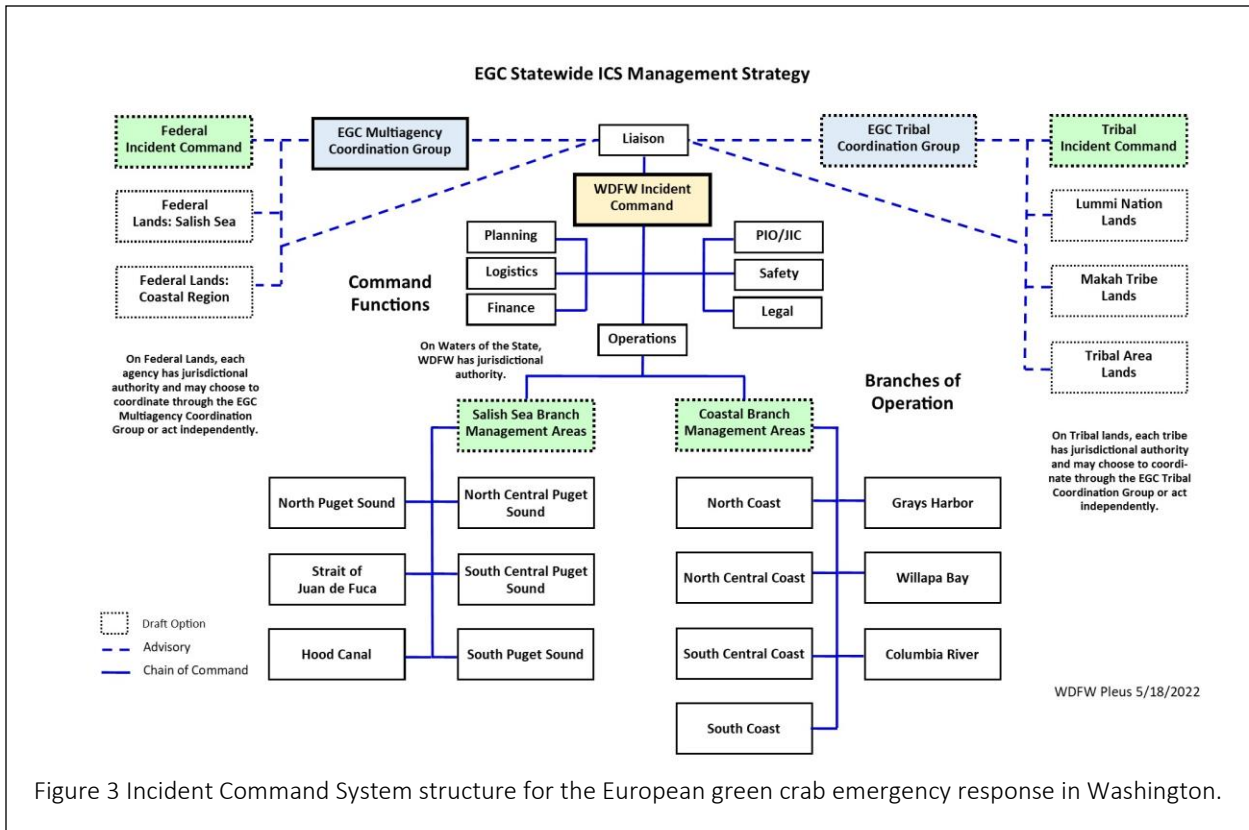 EGC Statewide ICS Management Strategy
Federal
Incident Command
EGC Multiagency
Coordination Group
Liaison
EGC Tribal
Coordination Group
Tribal
Incident Command
WDFW Incident
Command
Federal
Lands: Salish Sea
Lummi Nation
Lands
Planning
PIO/JIC
Federal Lands:
Coastal Region
Command
Functions
Logistics
Safety
Makah Tribe
Lands
Finance
Legal
On Federal Lands, each
agency has jurisdictional
authority and may choose to
coordinate through the EGC
Multiagency Coordination
Group or act independently.
On Waters of the State,
WDFW has jurisdictional
authority.
Operations
Tribal Area
Lands
Branches of
Operation
Salish Sea Branch
Management Areas
Coastal Branch
Management Areas
On Tribal lands, each tribe
has jurisdictional authority
and may choose to coordi-
nate through the EGC Tribal
Coordination Group or act
independently.
North Puget Sound
North Central Puget
Sound
North Coast
Grays Harbor
Strait of
Juan de Fuca
South Central Puget
Sound
North Central Coast
Willapa Bay
Hood Canal
South Puget Sound
South Central Coast
Columbia River
South Coast
Draft Option
Advisory
Chain of Command
WDFW Pleus 5/18/2022
Figure 3 Incident Command System structure for the European green crab emergency response in Washington.